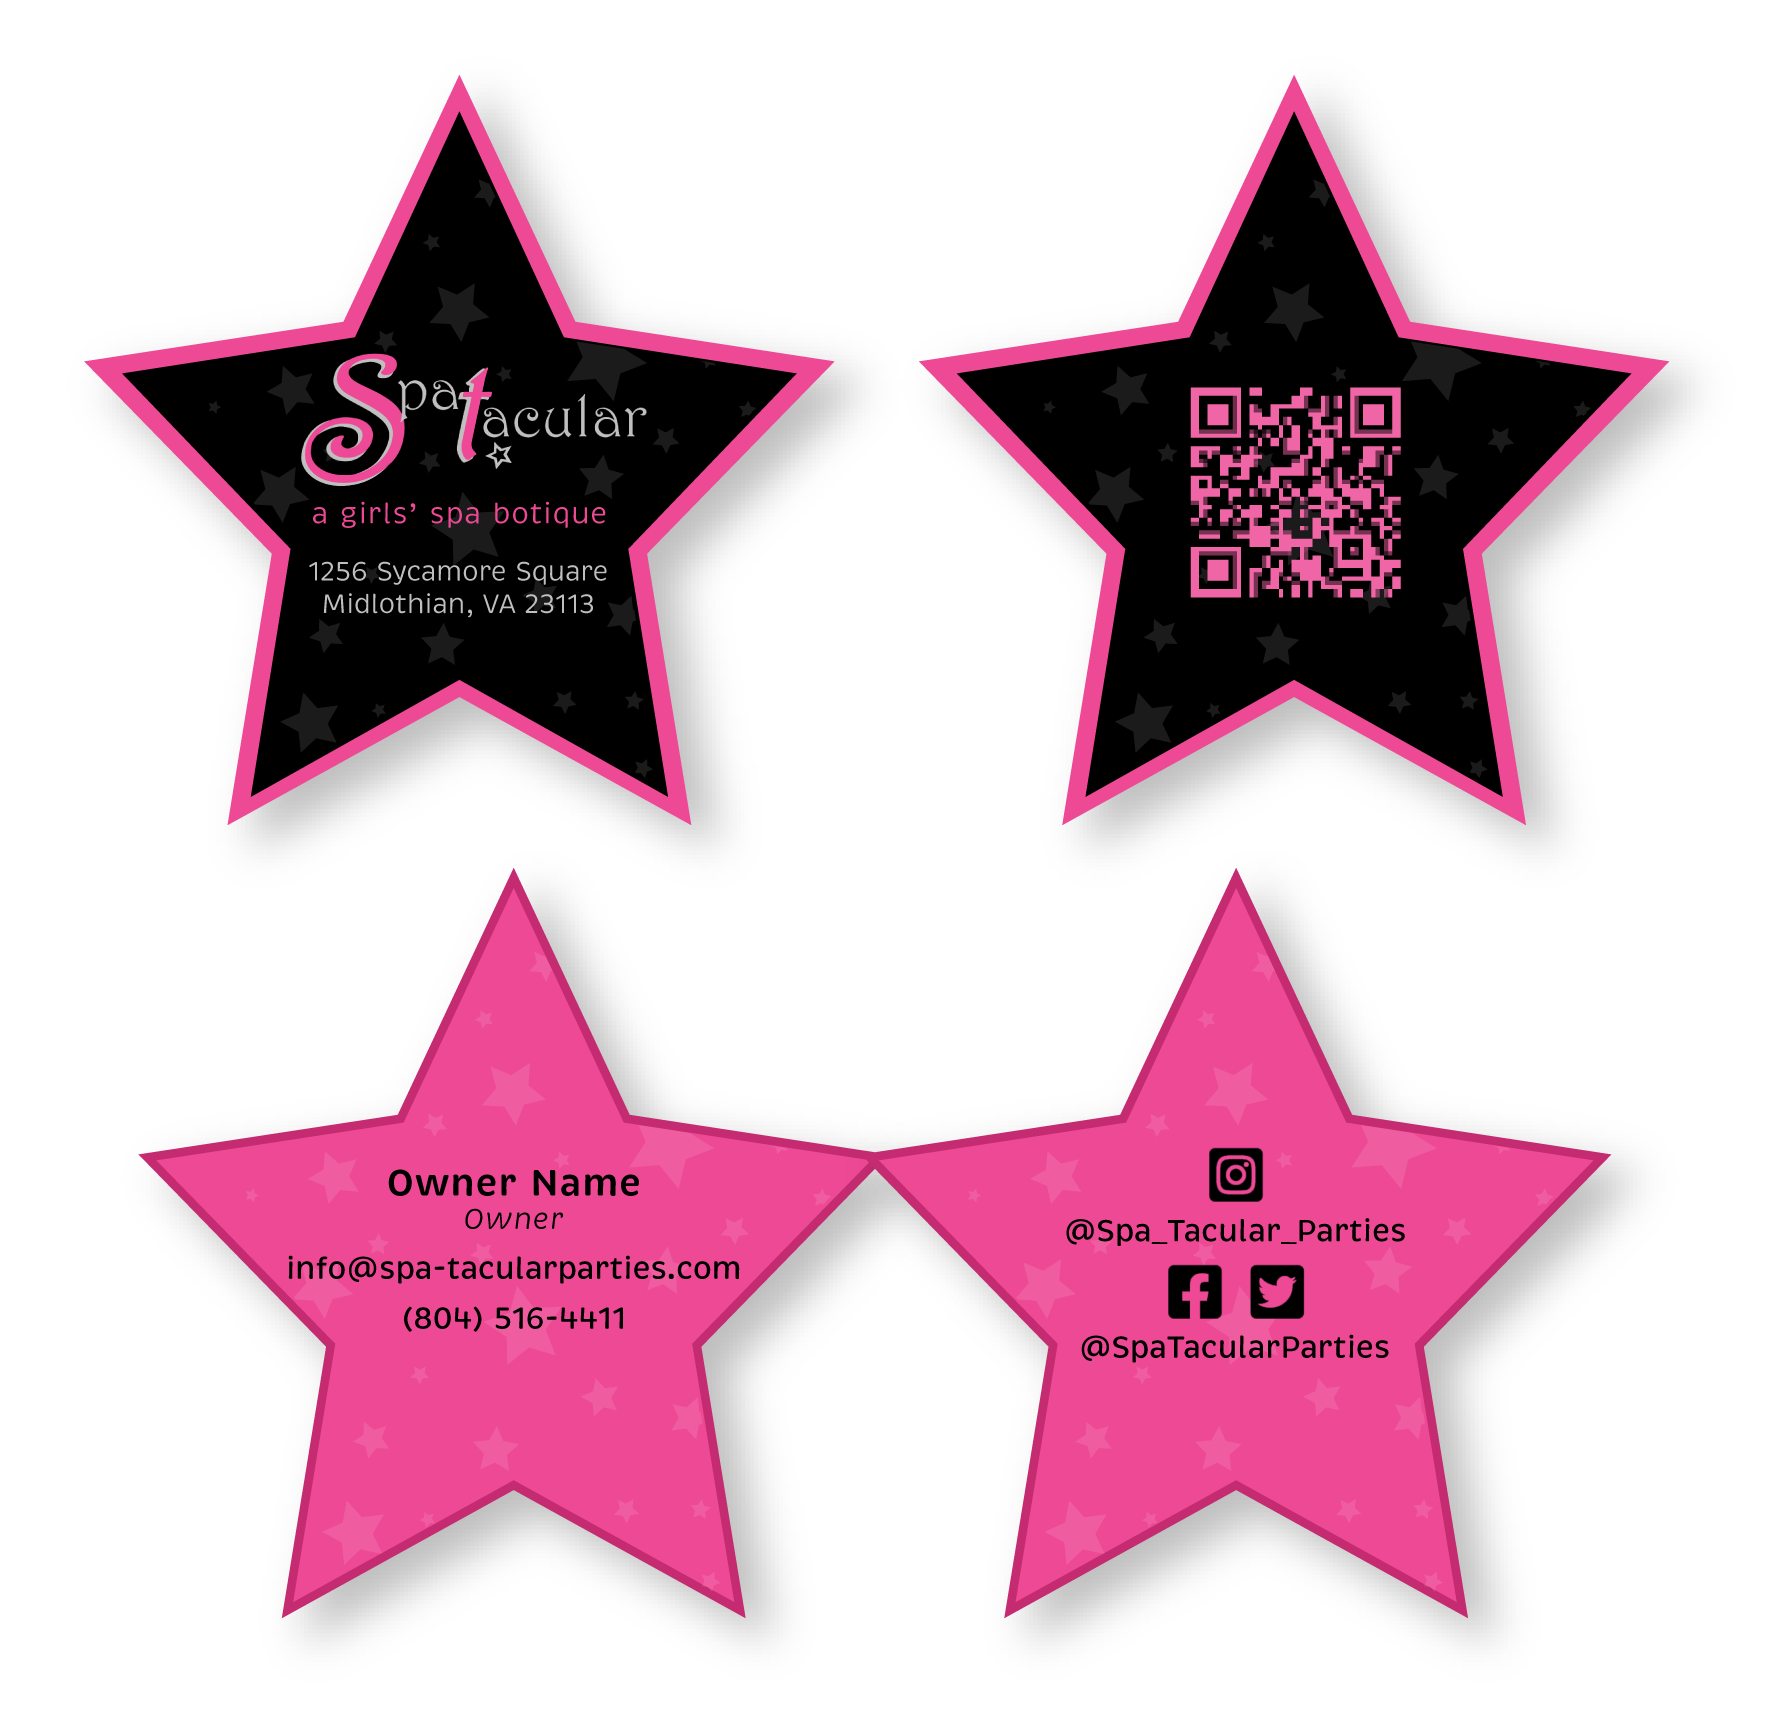 SpaTacular
a girls’ spa botique
1256 Sycamore Square
Midlothian, VA 23113
Owner Name
Owner
info@spa-tacularparties.com
(804) 516-4411
@Spa_Tacular_Parties
@SpaTacularParties